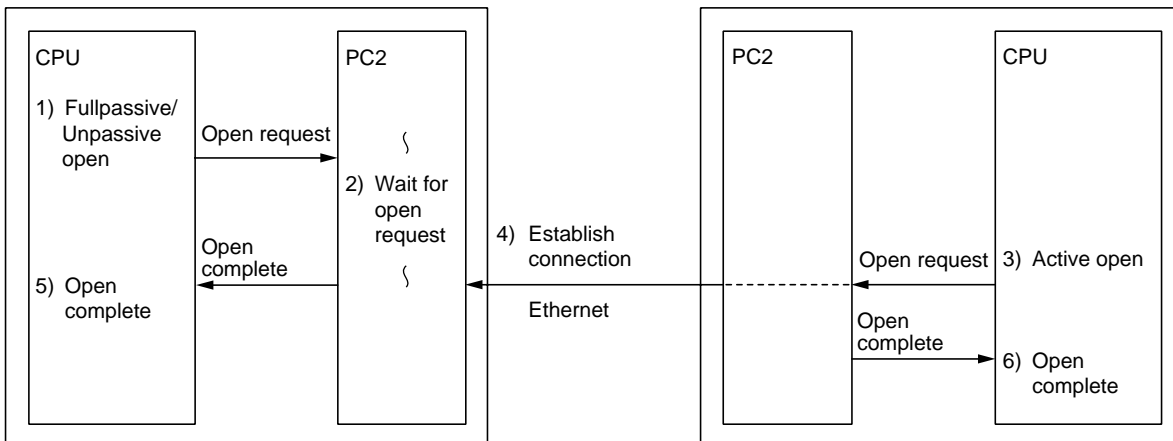 CPU
1) Fullpassive/
Unpassive
open
Open request
PC2
2) Wait for
open
request
Open
complete
5) Open
complete
4) Establish
connection
Ethernet
PC2
CPU
Open request
3) Active open
Open
complete
6) Open
complete